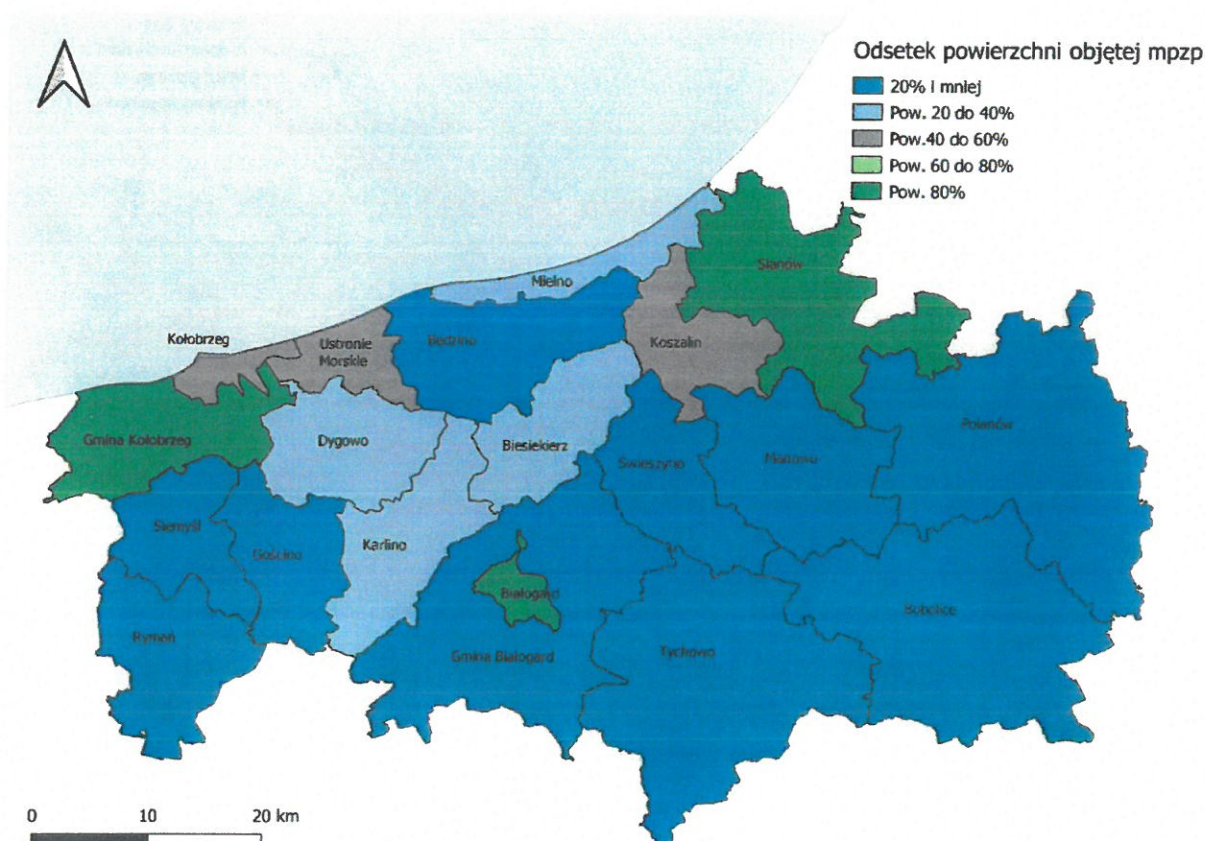 Odsetek powierzchni objętej mpzp
20% i mniej
Pow. 20 do 40%
Pow.40 do 60%
Pow. 60 do 80%
Pow. 80%
Sianów
Mielno
Kołobrzeg
Ustronie
Morskie
Będzino
Koszalin
Gmina Kołobrzeg
Dygowo
Biesiekierz
Świeszyno
Manowo
Polanów
Siemyśl
Gościno
Karlino
Białogard
Bobolice
Rymań
Gmina Białogard
Tychowo
0 10 20 km